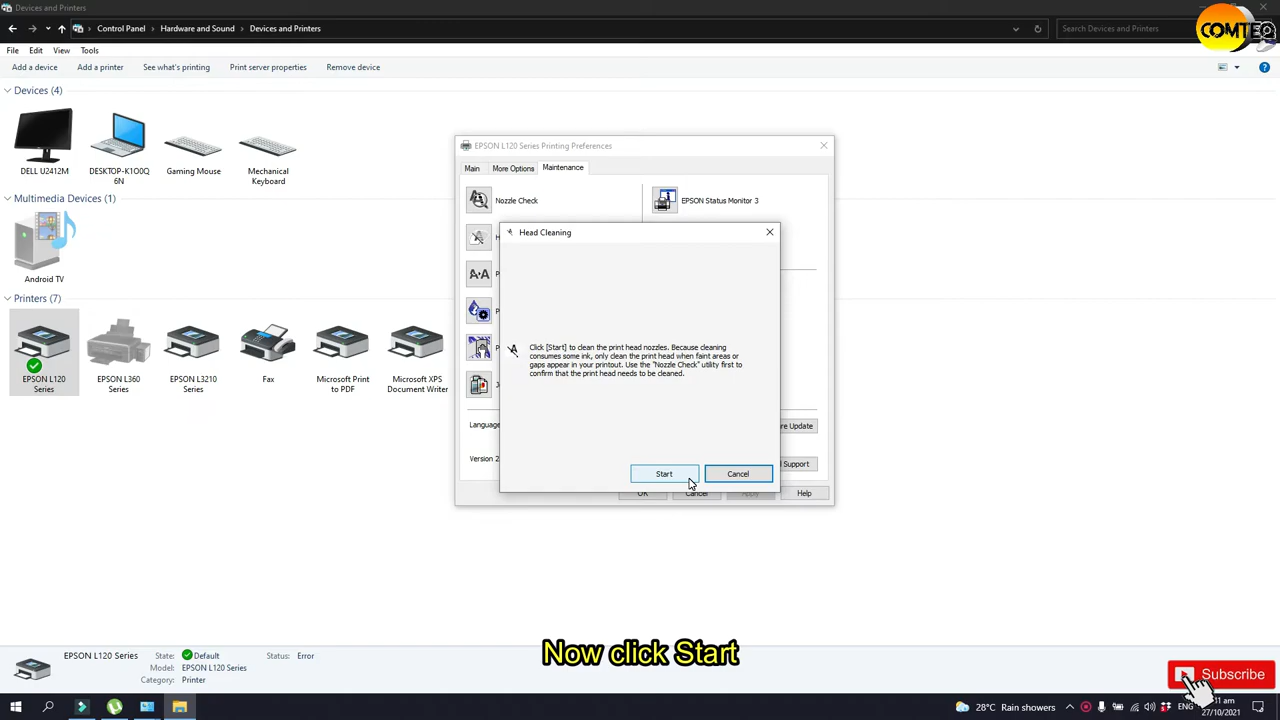 Devices and Printers
Control Panel
Hardware and Sound
Devices and Printers
Search Devices and Printers
COMTEQ
File
Edit
View
Tools
Add a device
Add a printer
See what's printing
Print server properties
Remove device
Devices (4)
DELL U2412M
DESKTOP-K1O0Q
6N
Gaming Mouse
Mechanical
Keyboard
Multimedia Devices (1)
Android TV
Printers (7)
EPSON L120
Series
EPSON L360
Series
EPSON L3210
Series
Fax
Microsoft Print
to PDF
Microsoft XPS
Document Writer
EPSON L120 Series Printing Preferences
Main
More Options
Maintenance
Nozzle Check
EPSON Status Monitor 3
Head Cleaning
Click [Start] to clean the print head nozzles. Because cleaning
consumes some ink, only clean the print head when faint areas or
gaps appear in your printout. Use the "Nozzle Check" utility first to
confirm that the print head needs to be cleaned.
Language
Version 2
re Update
Support
Start
Cancel
OK
Cancel
Apply
Help
Now click Start
EPSON L120 Series
State:
Default
Status:
Error
Model:
EPSON L120 Series
Category:
Printer
Subscribe
28°C Rain showers
ENG
11 am
27/10/2021